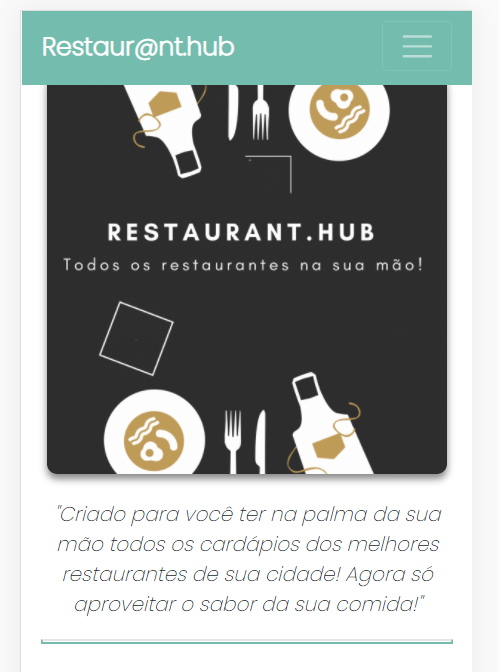 Restaur@nt.hub
RESTAURANT.HUB
Todos os restaurantes na sua mão!
"Criado para você ter na palma da sua
mão todos os cardápios dos melhores
restaurantes de sua cidade! Agora só
aproveitar o sabor da sua comida!"